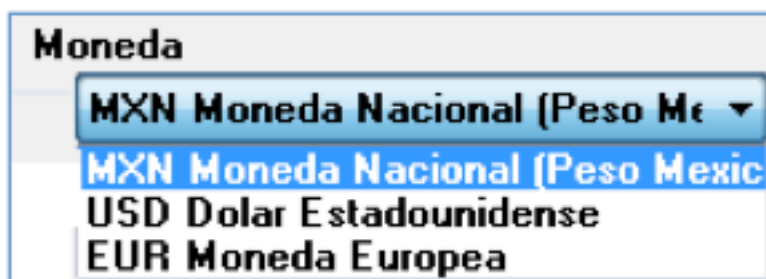 Moneda
MXN Moneda Nacional (Peso Me
MXN Moneda Nacional (Peso Mexic
USD Dolar Estadounidense
EUR Moneda Europea